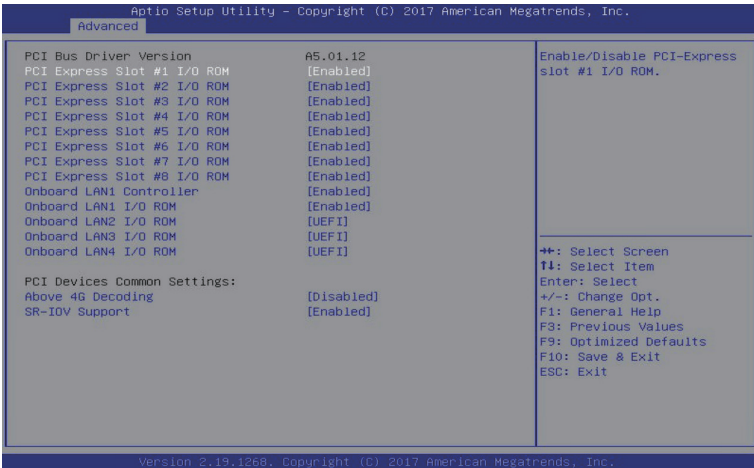 Aptio Setup Utility – Copyright (C) 2017 American Megatrends, Inc.
Advanced
PCI Bus Driver Version A5.01.12
PCI Express Slot #1 I/O ROM [Enabled]
PCI Express Slot #2 I/O ROM [Enabled]
PCI Express Slot #3 I/O ROM [Enabled]
PCI Express Slot #4 I/O ROM [Enabled]
PCI Express Slot #5 I/O ROM [Enabled]
PCI Express Slot #6 I/O ROM [Enabled]
PCI Express Slot #7 I/O ROM [Enabled]
PCI Express Slot #8 I/O ROM [Enabled]
Onboard LAN1 Controller [Enabled]
Onboard LAN1 I/O ROM [Enabled]
Onboard LAN2 I/O ROM [UEFI]
Onboard LAN3 I/O ROM [UEFI]
Onboard LAN4 I/O ROM [UEFI]
PCI Devices Common Settings:
Above 4G Decoding [Disabled]
SR-IOV Support [Enabled]
Enable/Disable PCI-Express
slot #1 I/O ROM.
→←: Select Screen
↑↓: Select Item
Enter: Select
+/-: Change Opt.
F1: General Help
F3: Previous Values
F9: Optimized Defaults
F10: Save & Exit
ESC: Exit
Version 2.19.1268. Copyright (C) 2017 American Megatrends, Inc.